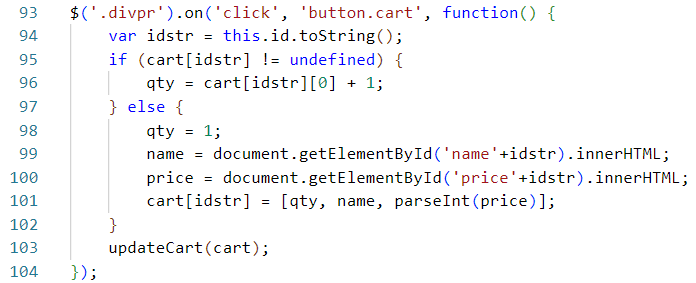 93 $('.divpr').on('click', 'button.cart', function() {
94 var idstr = this.id.toString();
95 if (cart[idstr] != undefined) {
96 qty = cart[idstr][0] + 1;
97 } else {
98 qty = 1;
99 name = document.getElementById('name'+idstr).innerHTML;
100 price = document.getElementById('price'+idstr).innerHTML;
101 cart[idstr] = [qty, name, parseInt(price)];
102 }
103 updateCart(cart);
104 });